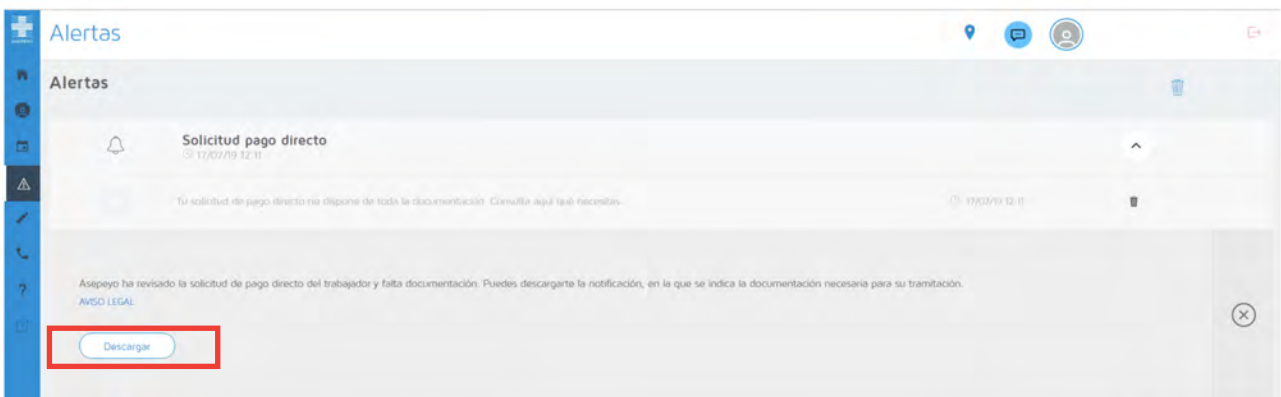 Alertas
Alertas
Solicitud pago directo
17/07/19 12:11
Tu solicitud de pago directo no dispone de toda la documentación. Consulta aquí qué necesitas.
17/07/19 12:11
Asepeyo ha revisado la solicitud de pago directo del trabajador y falta documentación. Puedes descargarte la notificación, en la que se indica la documentación necesaria para su tramitación.
AVISO LEGAL
Descargar